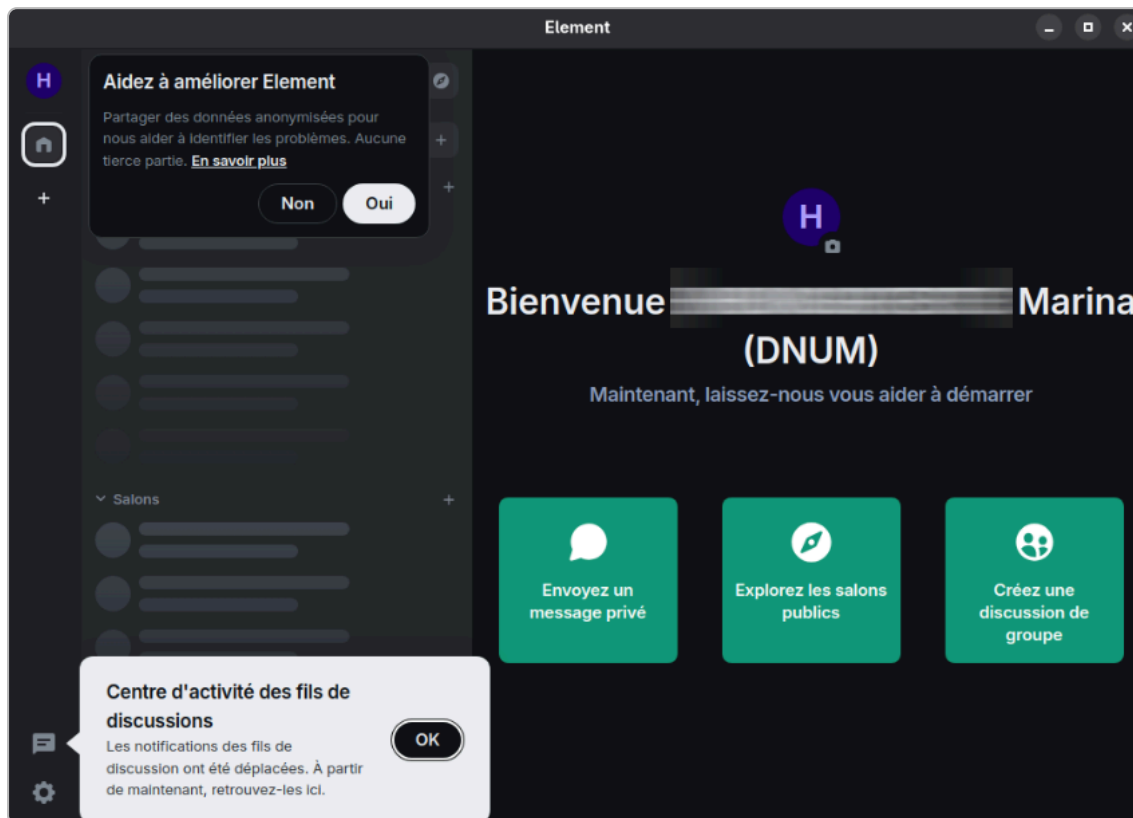 Element
H
Aidez à améliorer Element
Partager des données anonymisées pour
nous aider à identifier les problèmes. Aucune
tierce partie. En savoir plus
Non
Oui
H
Bienvenue Marina
(DNUM)
Maintenant, laissez-nous vous aider à démarrer
Salons
Envoyez un
message privé
Explorez les salons
publics
Créez une
discussion de
groupe
Centre d'activité des fils de
discussions
Les notifications des fils de
discussion ont été déplacées. À partir
de maintenant, retrouvez-les ici.
OK